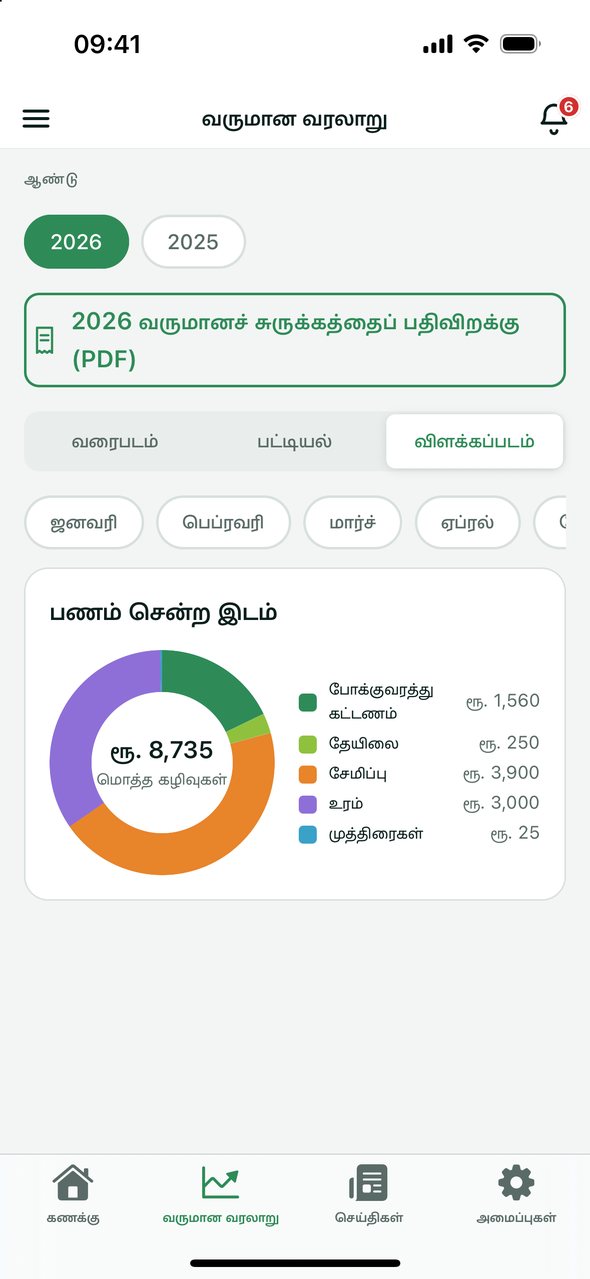 09:41
வருமான வரலாறு
6
ஆண்டு
2026
2025
2026 வருமானச் சுருக்கத்தைப் பதிவிறக்கு
(PDF)
வரைபடம்
பட்டியல்
விளக்கப்படம்
ஜனவரி
பெப்ரவரி
மார்ச்
ஏப்ரல்
பணம் சென்ற இடம்
ரூ. 8,735
மொத்த கழிவுகள்
போக்குவரத்து
கட்டணம்
ரூ. 1,560
தேயிலை
ரூ. 250
சேமிப்பு
ரூ. 3,900
உரம்
ரூ. 3,000
முத்திரைகள்
ரூ. 25
கணக்கு
வருமான வரலாறு
செய்திகள்
அமைப்புகள்